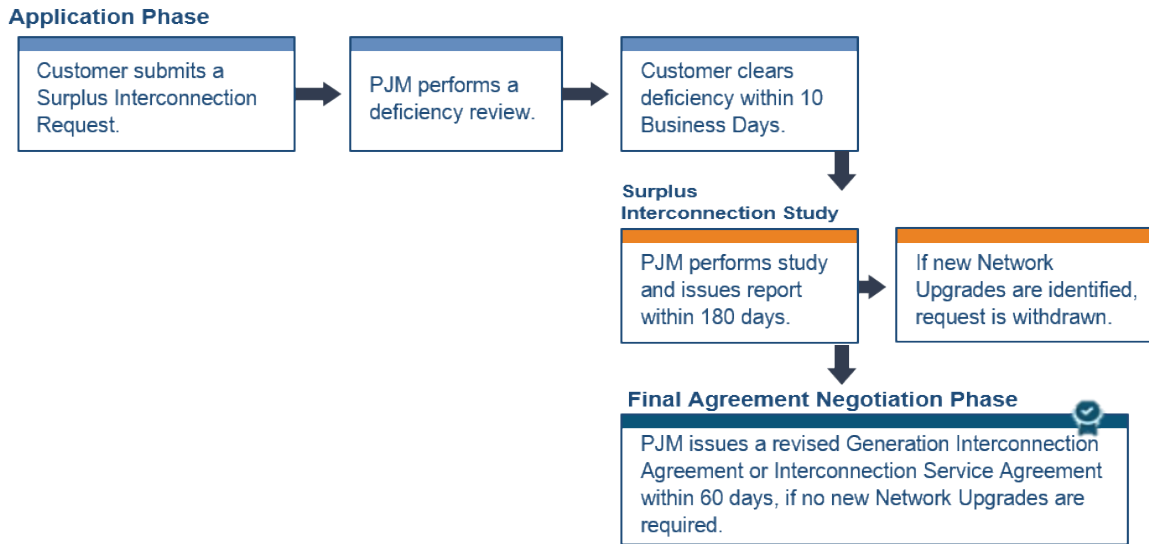 Application Phase
Customer submits a
Surplus Interconnection
Request.
PJM performs a
deficiency review.
Customer clears
deficiency within 10
Business Days.
Surplus
Interconnection Study
PJM performs study
and issues report
within 180 days.
If new Network
Upgrades are identified,
request is withdrawn.
Final Agreement Negotiation Phase
PJM issues a revised Generation Interconnection
Agreement or Interconnection Service Agreement
within 60 days, if no new Network Upgrades are
required.